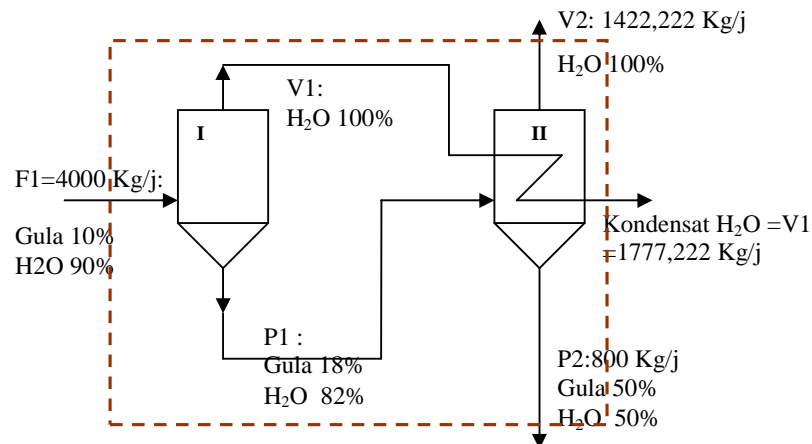 V2: 1422,222 Kg/j
H₂O 100%
V1:
H₂O 100%
I
II
F1=4000 Kg/j:
Gula 10%
H2O 90%
Kondensat H₂O =V1
=1777,222 Kg/j
P1 :
Gula 18%
H₂O 82%
P2:800 Kg/j
Gula 50%
H₂O 50%